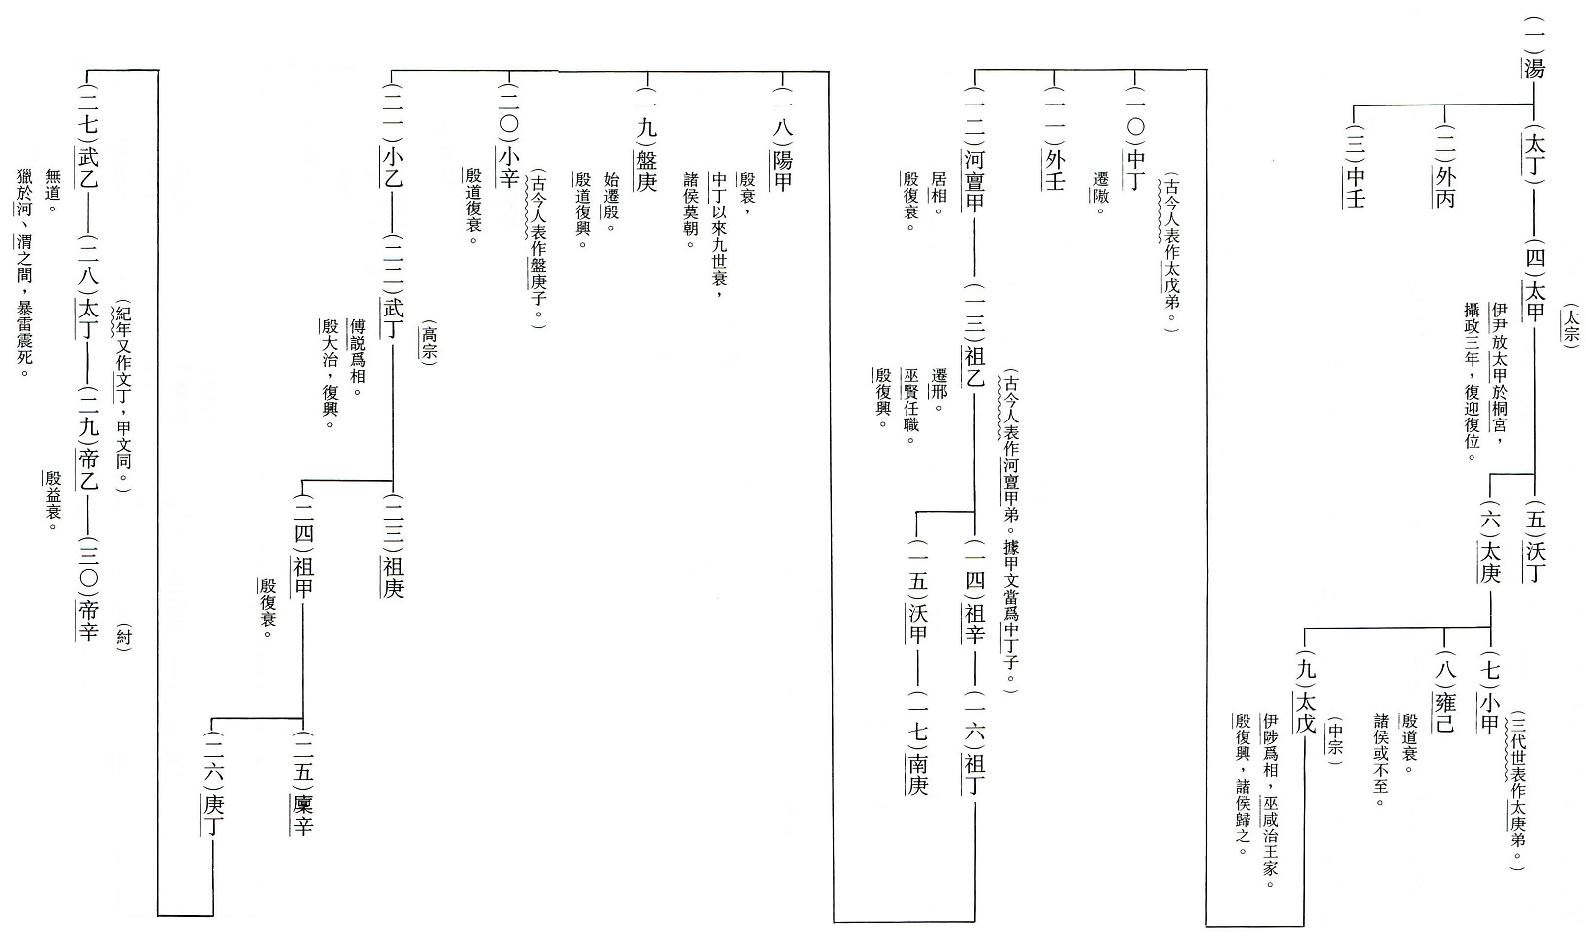 (一)湯
(太丁)
(四)太甲
(太宗)
伊尹放太甲於桐宮，
攝政三年，復迎復位。
(五)沃丁
(二)外丙
(三)中壬
(六)太庚
(七)小甲
(三代世表作太庚弟。)
(八)雍己
殷道衰。
諸侯或不至。
(九)太戊
(中宗)
伊陟爲相，巫咸治王家。
殷復興，諸侯歸之。
(一〇)中丁
(古今人表作太戊弟。)
遷隞。
(一一)外壬
(一二)河亶甲
居相。
殷復衰。
(一三)祖乙
(古今人表作河亶甲弟。據甲文當爲中丁子。)
遷邢。
巫賢任職。
殷復興。
(一四)祖辛
(一六)祖丁
(一五)沃甲
(一七)南庚
(一八)陽甲
殷衰，
中丁以來九世衰，
諸侯莫朝。
(一九)盤庚
始遷殷。
殷道復興。
(二〇)小辛
(古今人表作盤庚子。)
殷道復衰。
(二一)小乙
(二二)武丁
(高宗)
傅説爲相。
殷大治，復興。
(二三)祖庚
(二四)祖甲
殷復衰。
(二五)廩辛
(二六)庚丁
(二七)武乙
無道。
獵於河、渭之間，暴雷震死。
(二八)太丁
(紀年又作文丁，甲文同。)
(二九)帝乙
殷益衰。
(三〇)帝辛
(紂)